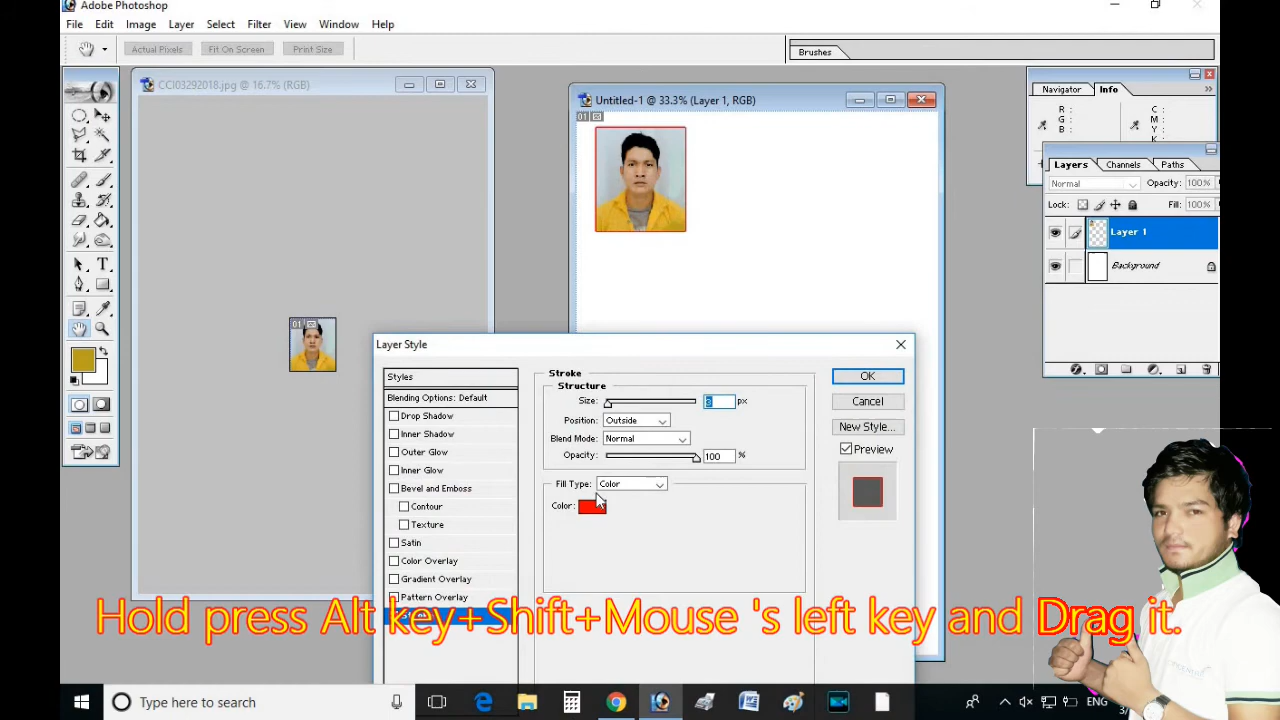 Adobe Photoshop
File Edit Image Layer Select Filter View Window Help
Actual Pixels Fit On Screen Print Size
Brushes
CCI03292018.jpg @ 16.7% (RGB)
Untitled-1 @ 33.3% (Layer 1, RGB)
01
01
Navigator Info
R :
G :
B :
C :
M :
Y :
K :
Layers Channels Paths
Normal Opacity: 100%
Lock: Fill: 100%
Layer 1
Background
Layer Style
Styles
Blending Options: Default
Drop Shadow
Inner Shadow
Outer Glow
Inner Glow
Bevel and Emboss
Contour
Texture
Satin
Color Overlay
Gradient Overlay
Pattern Overlay
Stroke
Structure
Size: 3 px
Position: Outside
Blend Mode: Normal
Opacity: 100 %
Fill Type: Color
Color:
OK
Cancel
New Style...
Preview
Hold press Alt key+Shift+Mouse 's left key and Drag it.
Type here to search
ENG
3/